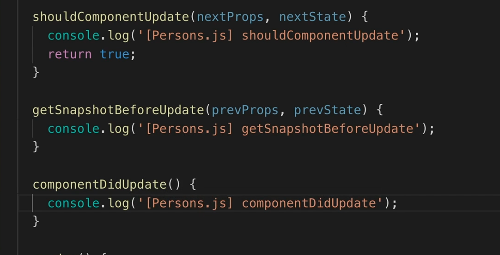 shouldComponentUpdate(nextProps, nextState) {
console.log('[Persons.js] shouldComponentUpdate');
return true;
}
getSnapshotBeforeUpdate(prevProps, prevState) {
console.log('[Persons.js] getSnapshotBeforeUpdate');
}
componentDidUpdate() {
console.log('[Persons.js] componentDidUpdate');
}